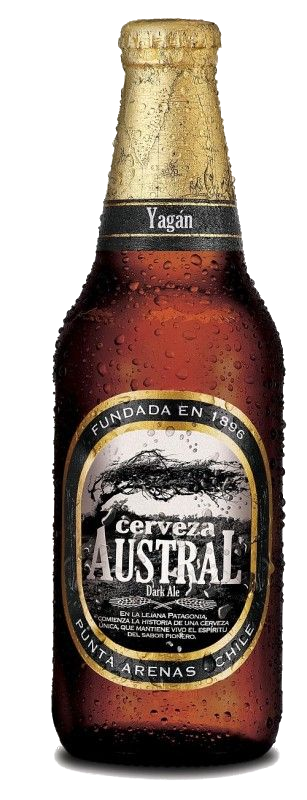 Yagán
FUNDADA EN 1896
cerveza
AUSTRAL
Dark Ale
EN LA LEJANA PATAGONIA,
COMIENZA LA HISTORIA DE UNA CERVEZA
ÚNICA, QUE MANTIENE VIVO EL ESPÍRITU
DEL SABOR PIONERO.
PUNTA ARENAS CHILE